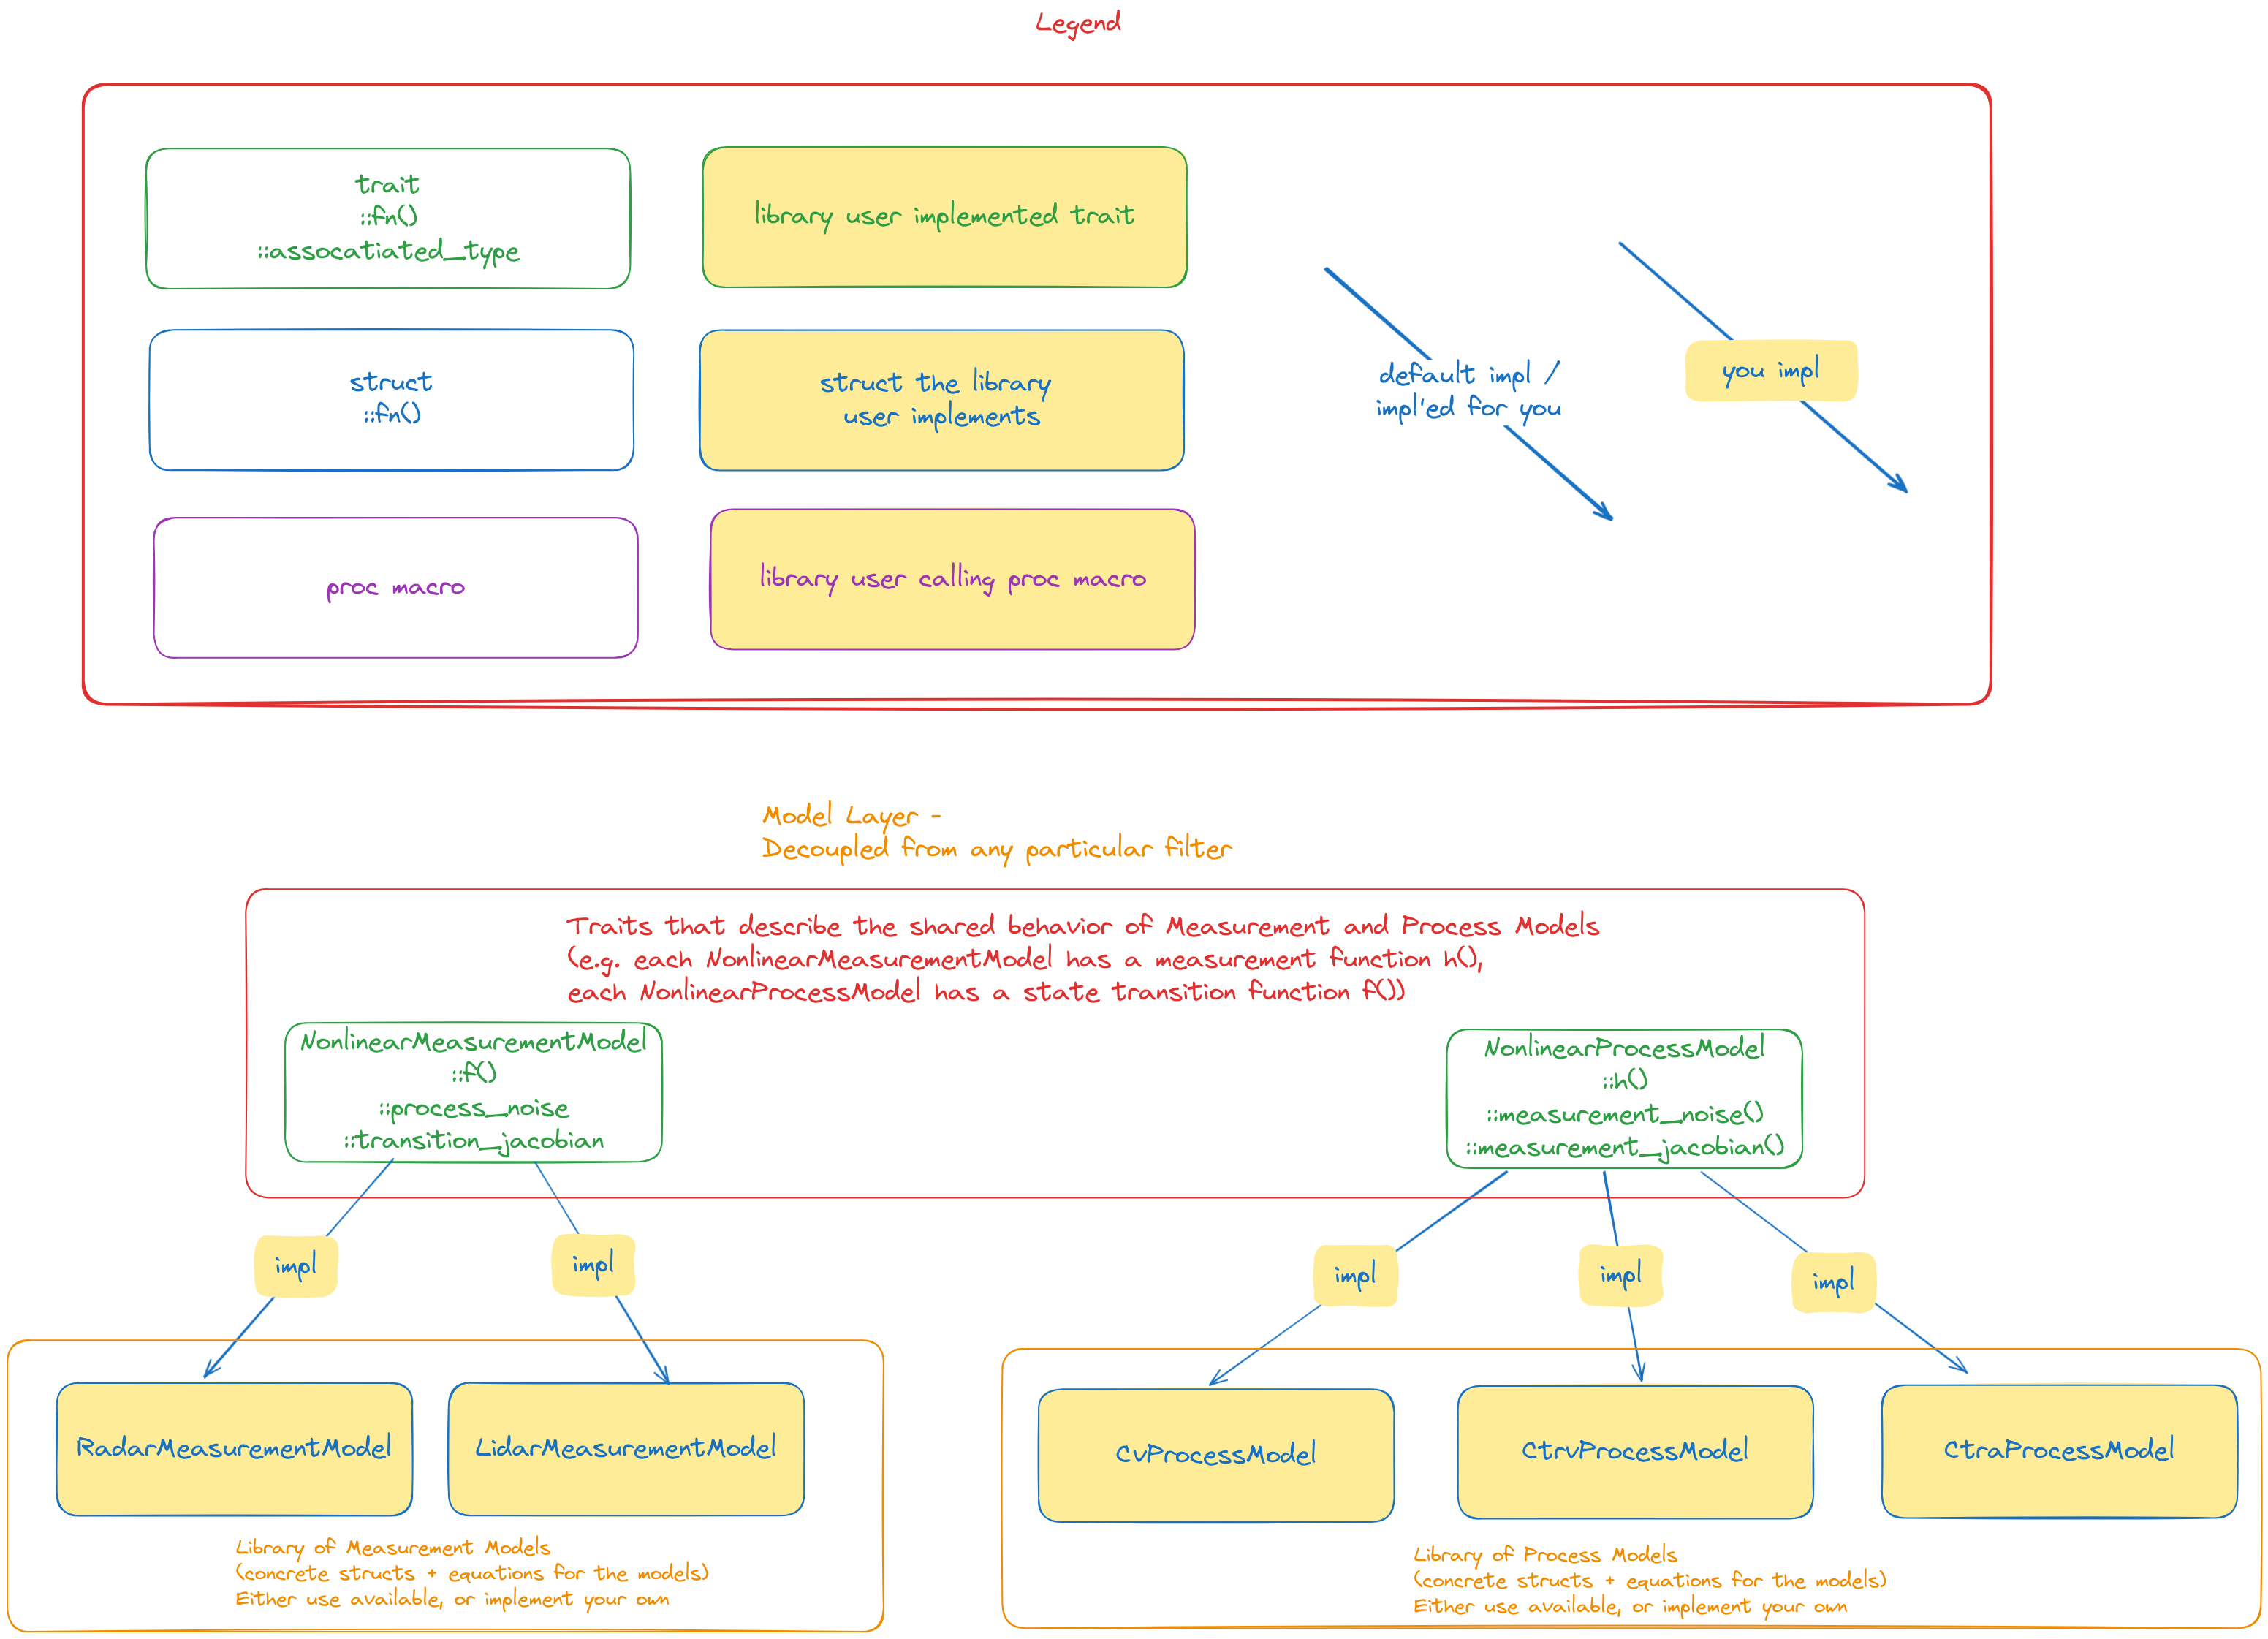 Legend
trait
::fn()
::assocatiated_type
library user implemented trait
struct
::fn()
struct the library
user implements
default impl /
impl'ed for you
you impl
proc macro
library user calling proc macro
Model Layer -
Decoupled from any particular filter
Traits that describe the shared behavior of Measurement and Process Models
(e.g. each NonlinearMeasurementModel has a measurement function h(),
each NonlinearProcessModel has a state transition function f())
NonlinearMeasurementModel
::f()
::process_noise
::transition_jacobian
NonlinearProcessModel
::h()
::measurement_noise()
::measurement_jacobian()
impl
impl
impl
impl
impl
RadarMeasurementModel
LidarMeasurementModel
CvProcessModel
CtrvProcessModel
CtraProcessModel
Library of Measurement Models
(concrete structs + equations for the models)
Either use available, or implement your own
Library of Process Models
(concrete structs + equations for the models)
Either use available, or implement your own